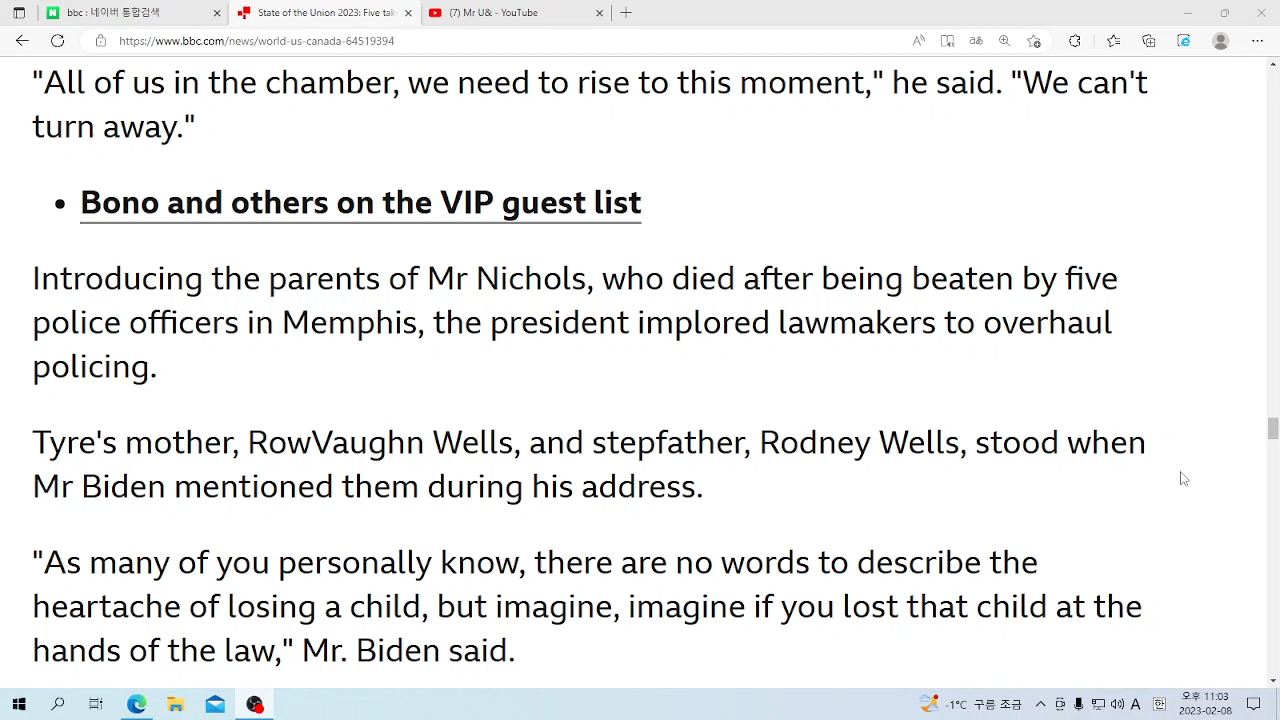 bbc : 네이버 통합검색
State of the Union 2023: Five tak
(7) Mr U& - YouTube
https://www.bbc.com/news/world-us-canada-64519394
"All of us in the chamber, we need to rise to this moment," he said. "We can't
turn away."
• Bono and others on the VIP guest list
Introducing the parents of Mr Nichols, who died after being beaten by five
police officers in Memphis, the president implored lawmakers to overhaul
policing.
Tyre's mother, RowVaughn Wells, and stepfather, Rodney Wells, stood when
Mr Biden mentioned them during his address.
"As many of you personally know, there are no words to describe the
heartache of losing a child, but imagine, imagine if you lost that child at the
hands of the law," Mr. Biden said.
-1°C 구름 조금
A
오후 11:03
2023-02-08